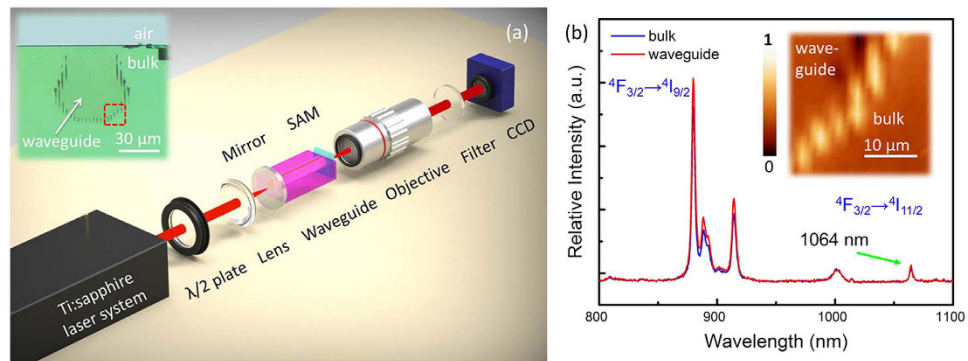 (a)
air
bulk
waveguide
30 μm
Ti:sapphire
laser system
λ/2 plate
Lens
Mirror
Waveguide
SAM
Objective
Filter
CCD
(b)
bulk
waveguide
⁴F₃/₂→⁴I₉/₂
1
0
wave-
guide
bulk
10 μm
⁴F₃/₂→⁴I₁₁/₂
1064 nm
Relative Intensity (a.u.)
800 900 1000 1100
Wavelength (nm)